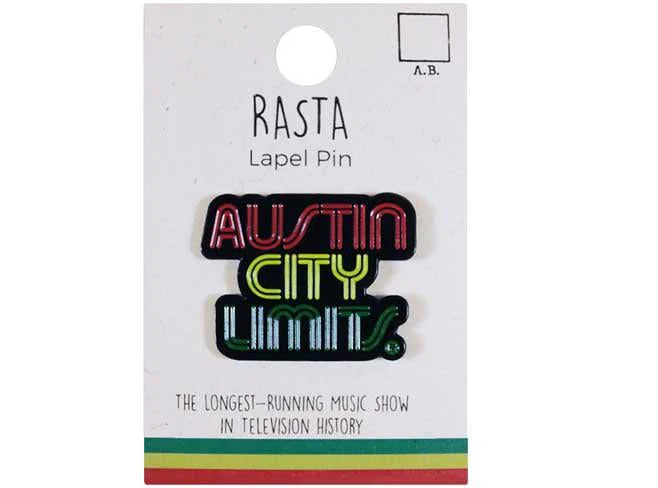 A.B.
RASTA
Lapel Pin
AUSTIN
CITY
LIMITS.
®
THE LONGEST-RUNNING MUSIC SHOW
IN TELEVISION HISTORY